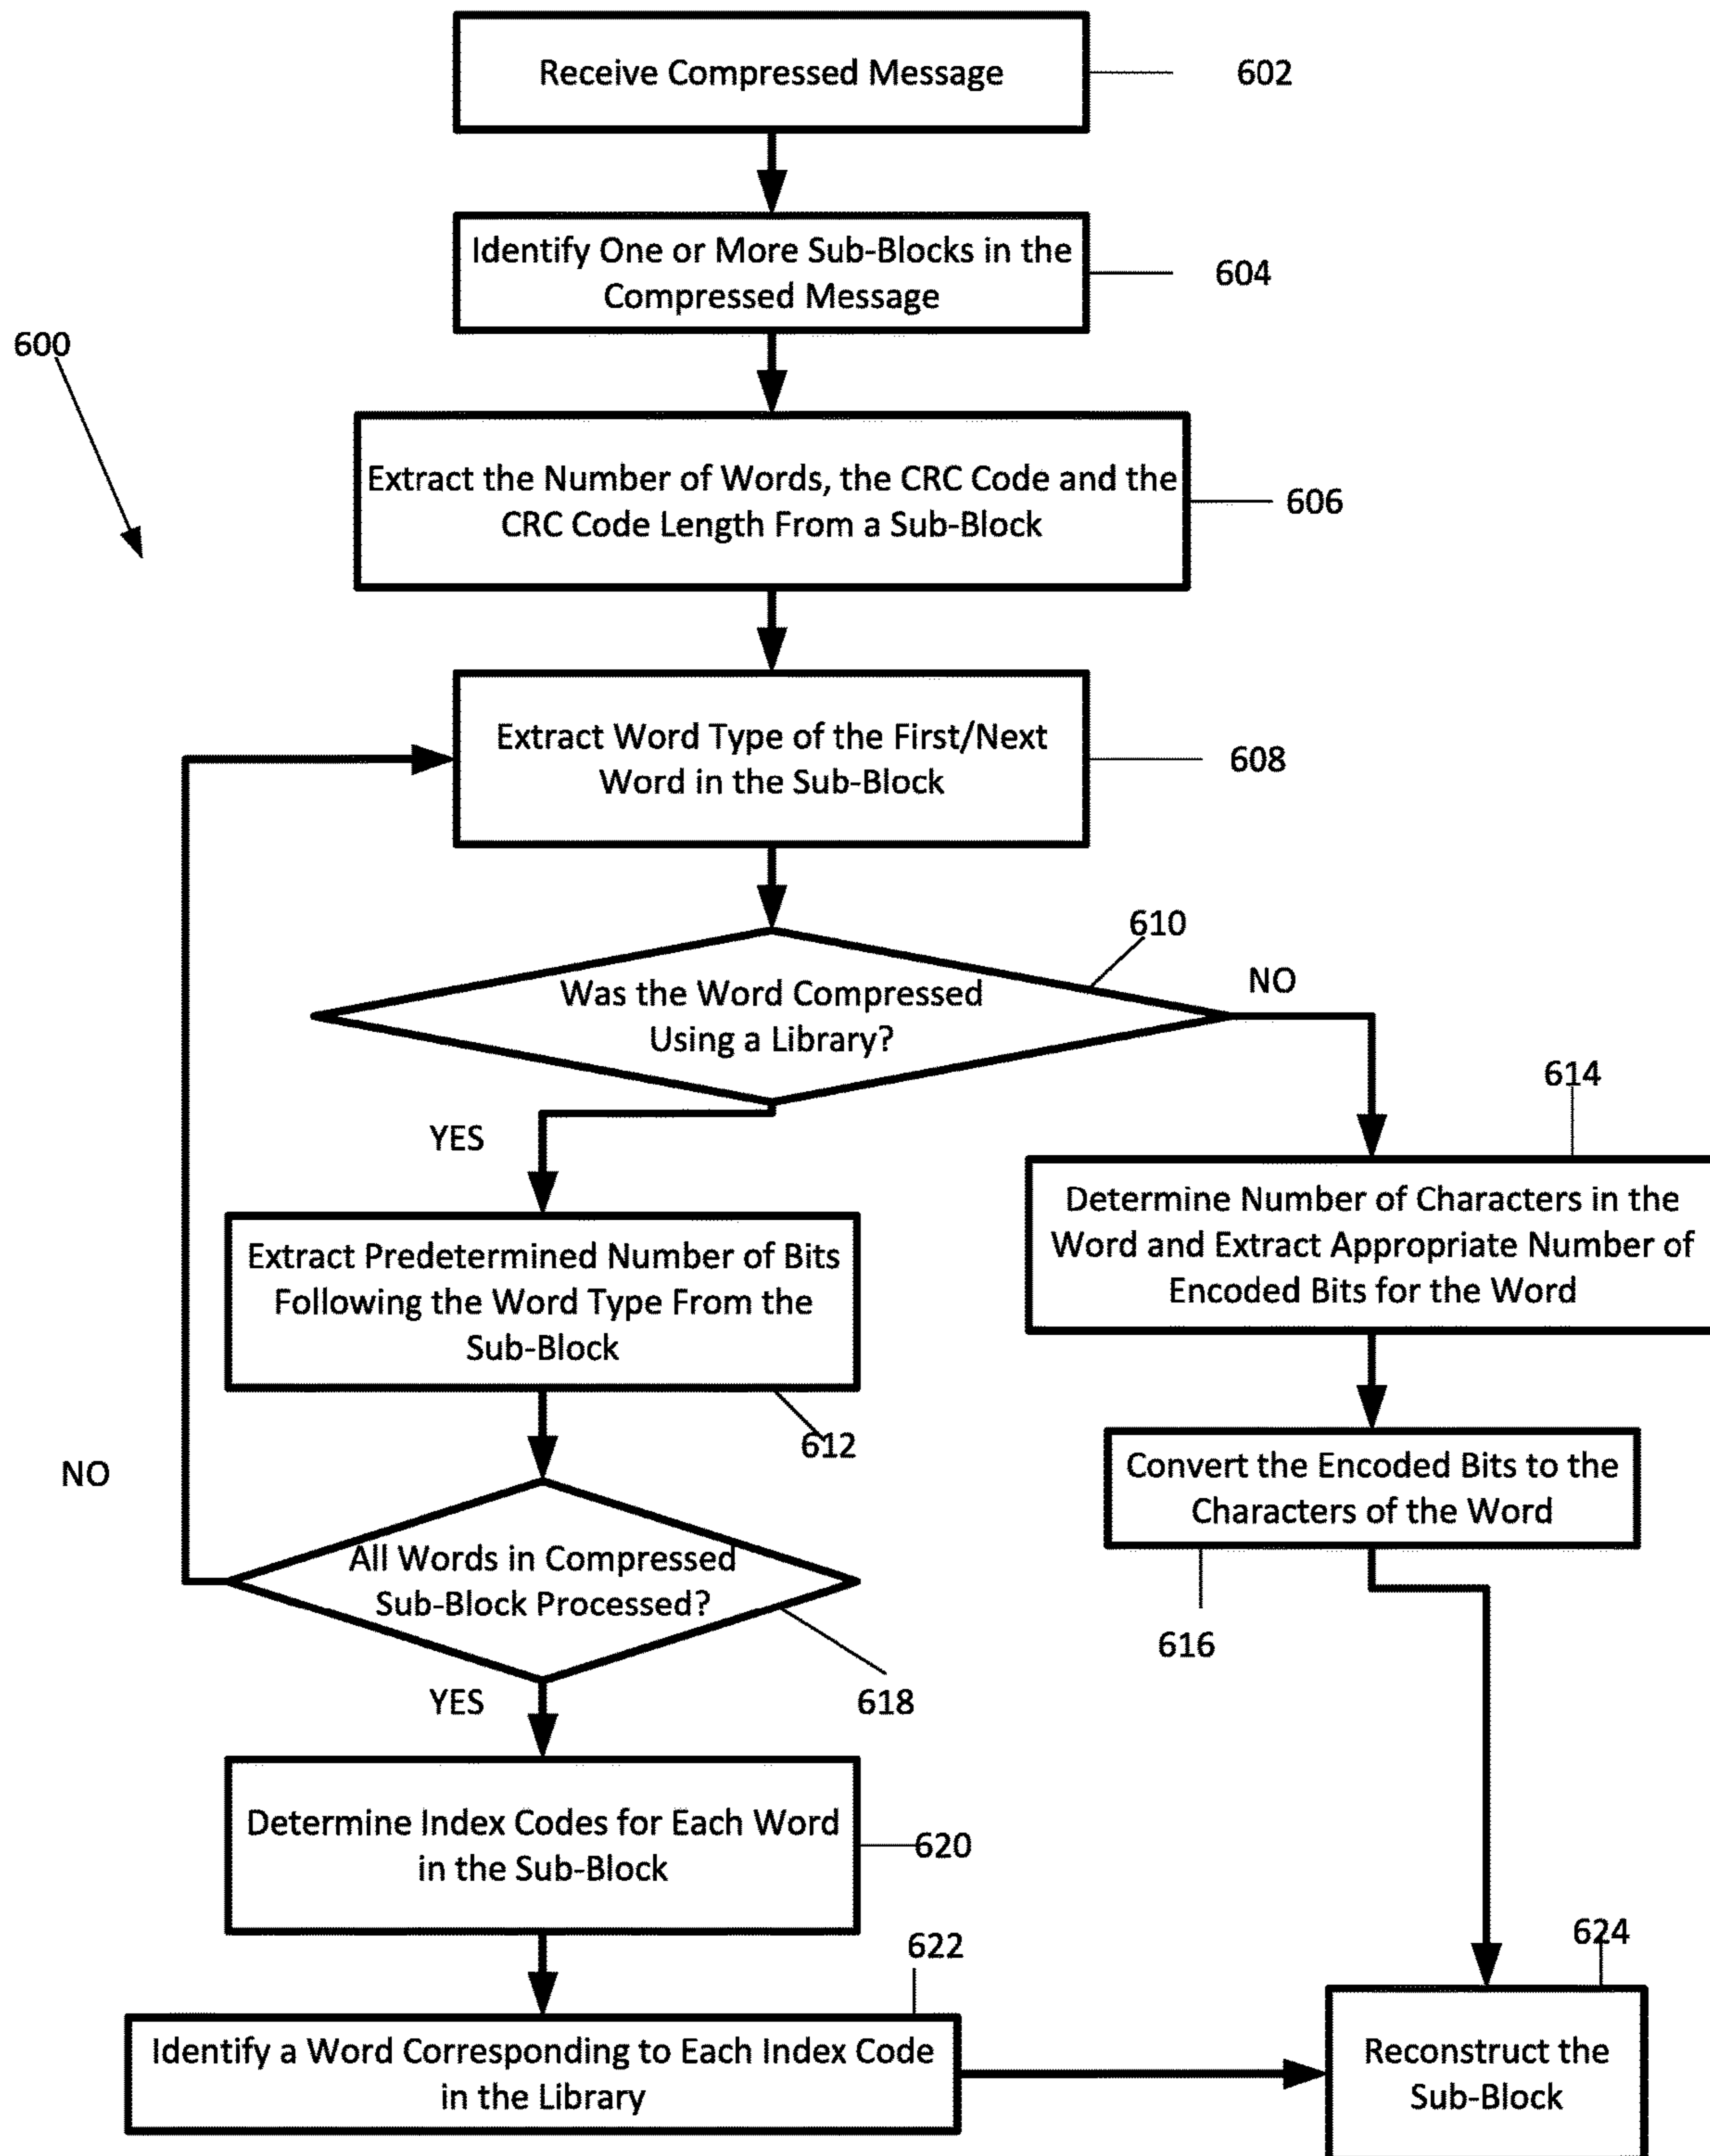 Receive Compressed Message
602
Identify One or More Sub-Blocks in the
Compressed Message
604
600
Extract the Number of Words, the CRC Code and the
CRC Code Length From a Sub-Block
606
Extract Word Type of the First/Next
Word in the Sub-Block
608
610
Was the Word Compressed
Using a Library?
NO
YES
614
Determine Number of Characters in the
Word and Extract Appropriate Number of
Encoded Bits for the Word
Extract Predetermined Number of Bits
Following the Word Type From the
Sub-Block
612
Convert the Encoded Bits to the
Characters of the Word
616
NO
All Words in Compressed
Sub-Block Processed?
618
YES
Determine Index Codes for Each Word
in the Sub-Block
620
622
Identify a Word Corresponding to Each Index Code
in the Library
624
Reconstruct the
Sub-Block